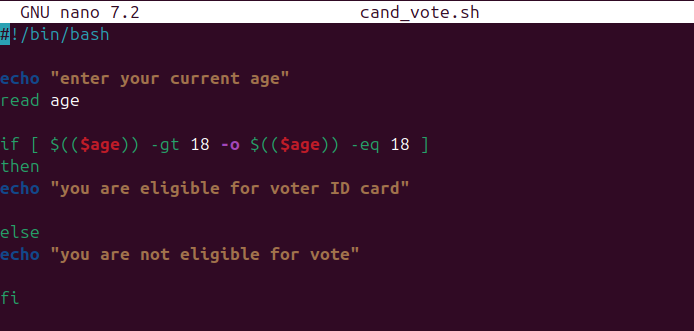 GNU nano 7.2 cand_vote.sh
#!/bin/bash
echo "enter your current age"
read age
if [ $(($age)) -gt 18 -o $(($age)) -eq 18 ]
then
echo "you are eligible for voter ID card"
else
echo "you are not eligible for vote"
fi